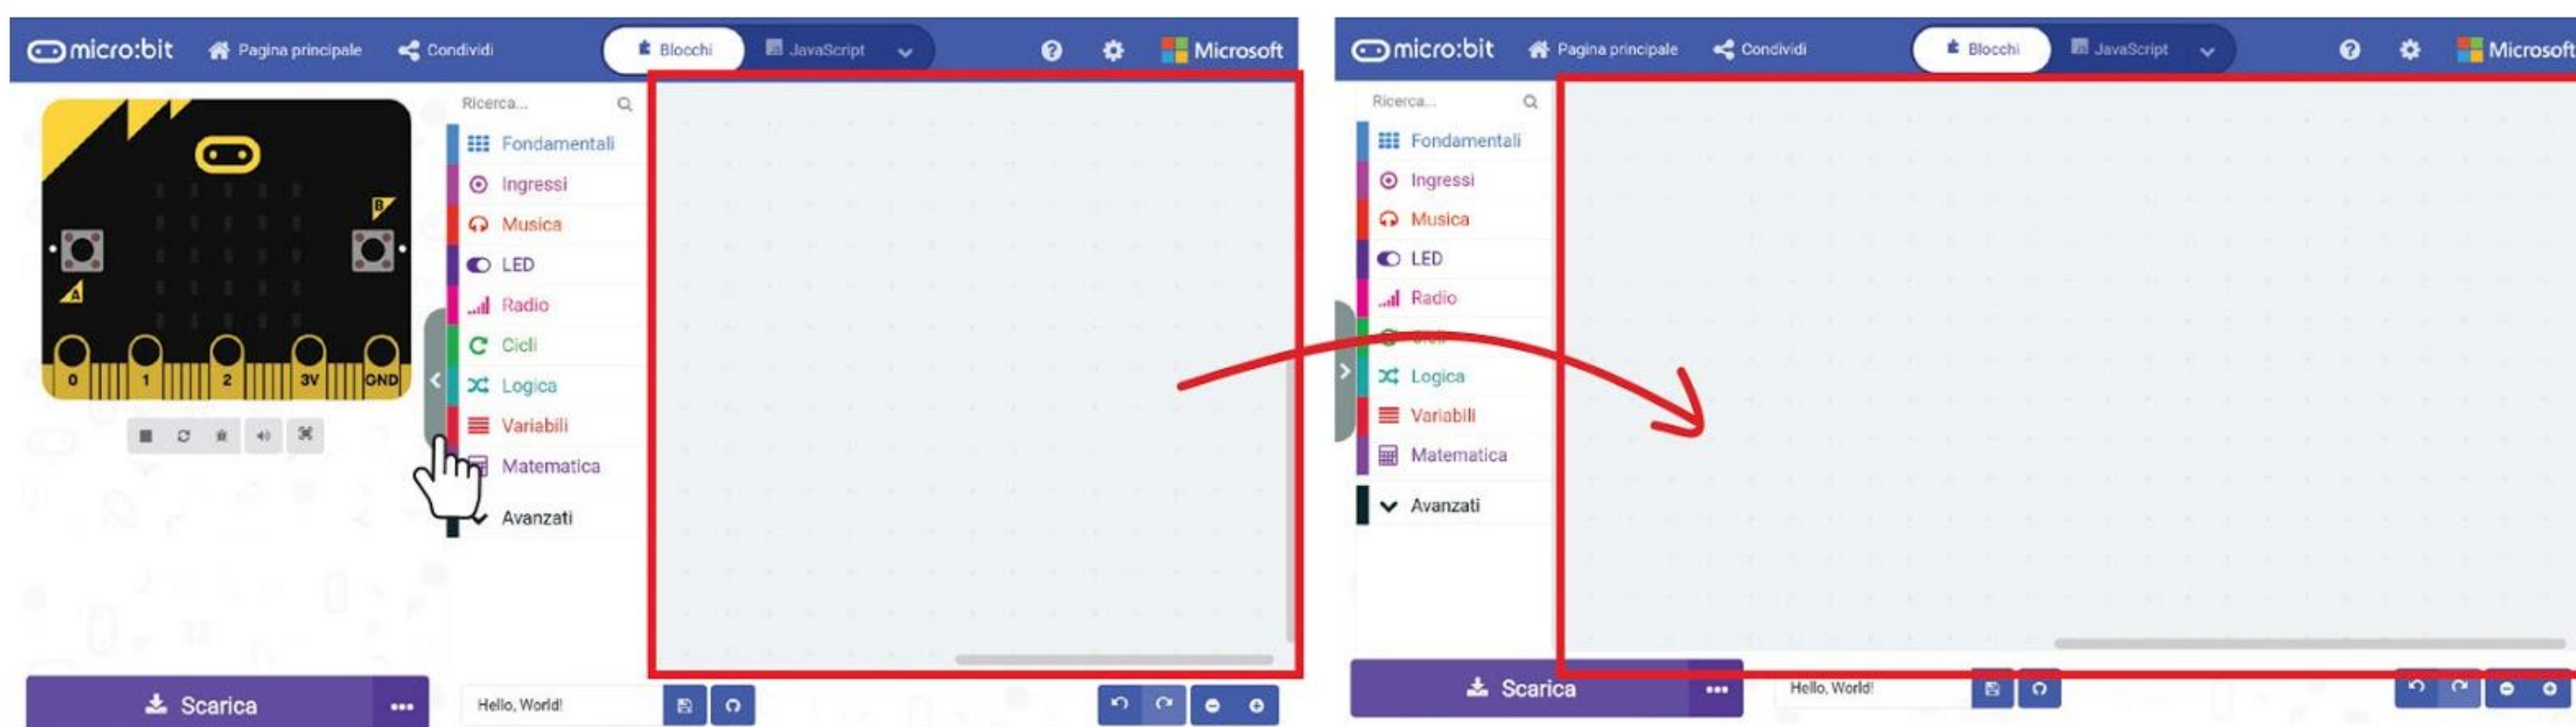 micro:bit Pagina principale Condividi Blocchi JavaScript Microsoft
Ricerca...
Fondamentali
Ingressi
Musica
LED
Radio
Cicli
Logica
Variabili
Matematica
Avanzati
B
A
0 1 2 3V GND
Scarica ...
Hello, World!
micro:bit Pagina principale Condividi Blocchi JavaScript Microsoft
Ricerca...
Fondamentali
Ingressi
Musica
LED
Radio
Cicli
Logica
Variabili
Matematica
Avanzati
Scarica ...
Hello, World!